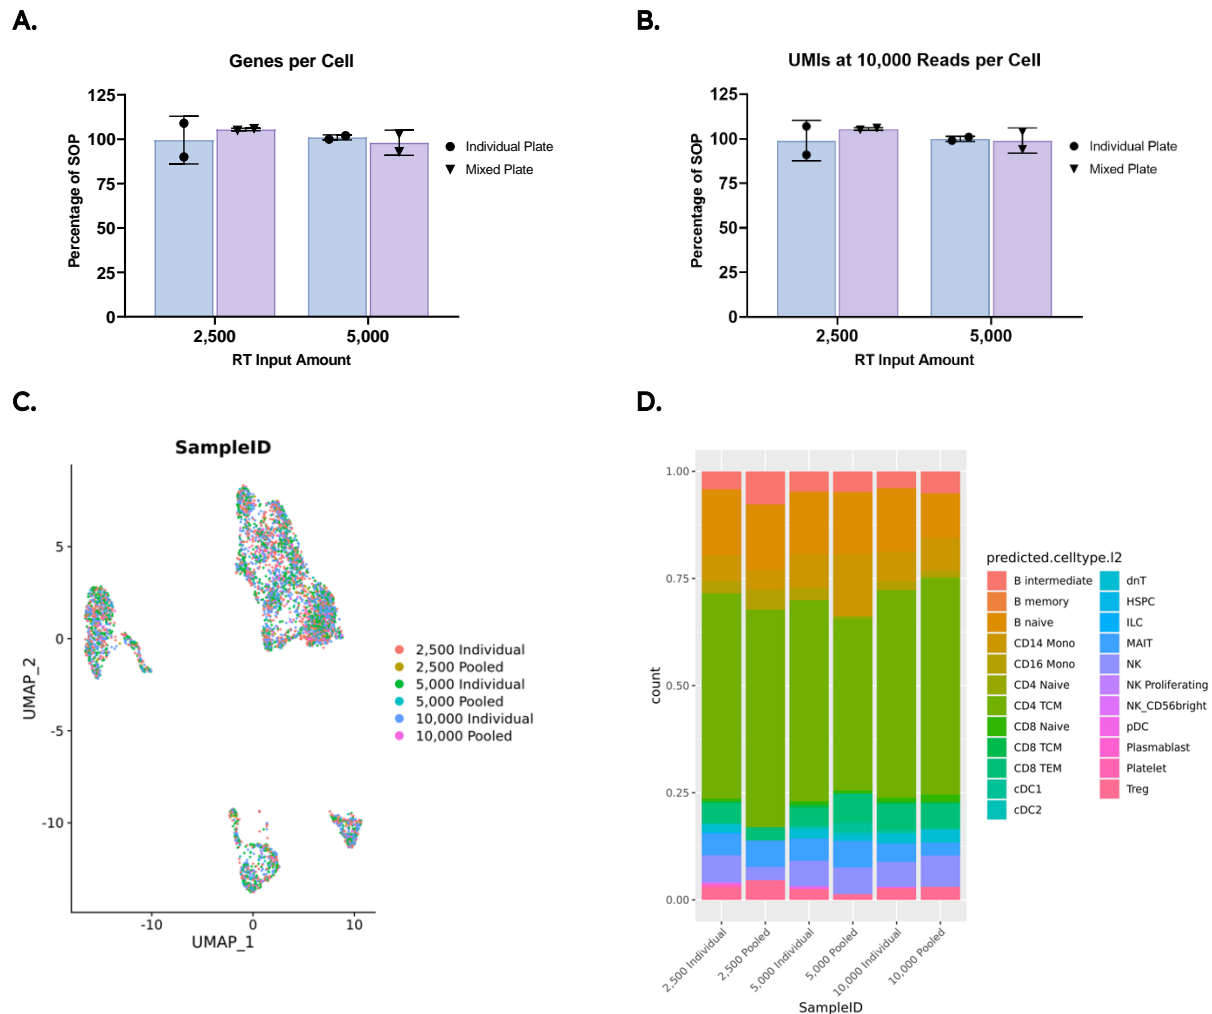 A.
Genes per Cell
Percentage of SOP
125
100
75
50
25
0
2,500
5,000
RT Input Amount
Individual Plate
Mixed Plate
B.
UMIs at 10,000 Reads per Cell
Percentage of SOP
125
100
75
50
25
0
2,500
5,000
RT Input Amount
Individual Plate
Mixed Plate
C.
SampleID
UMAP_2
5
0
-5
-10
-10
0
10
UMAP_1
2,500 Individual
2,500 Pooled
5,000 Individual
5,000 Pooled
10,000 Individual
10,000 Pooled
D.
count
1.00
0.75
0.50
0.25
0.00
2,500 Individual
2,500 Pooled
5,000 Individual
5,000 Pooled
10,000 Individual
10,000 Pooled
SampleID
predicted.celltype.l2
B intermediate
B memory
B naive
CD14 Mono
CD16 Mono
CD4 Naive
CD4 TCM
CD8 Naive
CD8 TCM
CD8 TEM
cDC1
cDC2
dnT
HSPC
ILC
MAIT
NK
NK Proliferating
NK_CD56bright
pDC
Plasmablast
Platelet
Treg